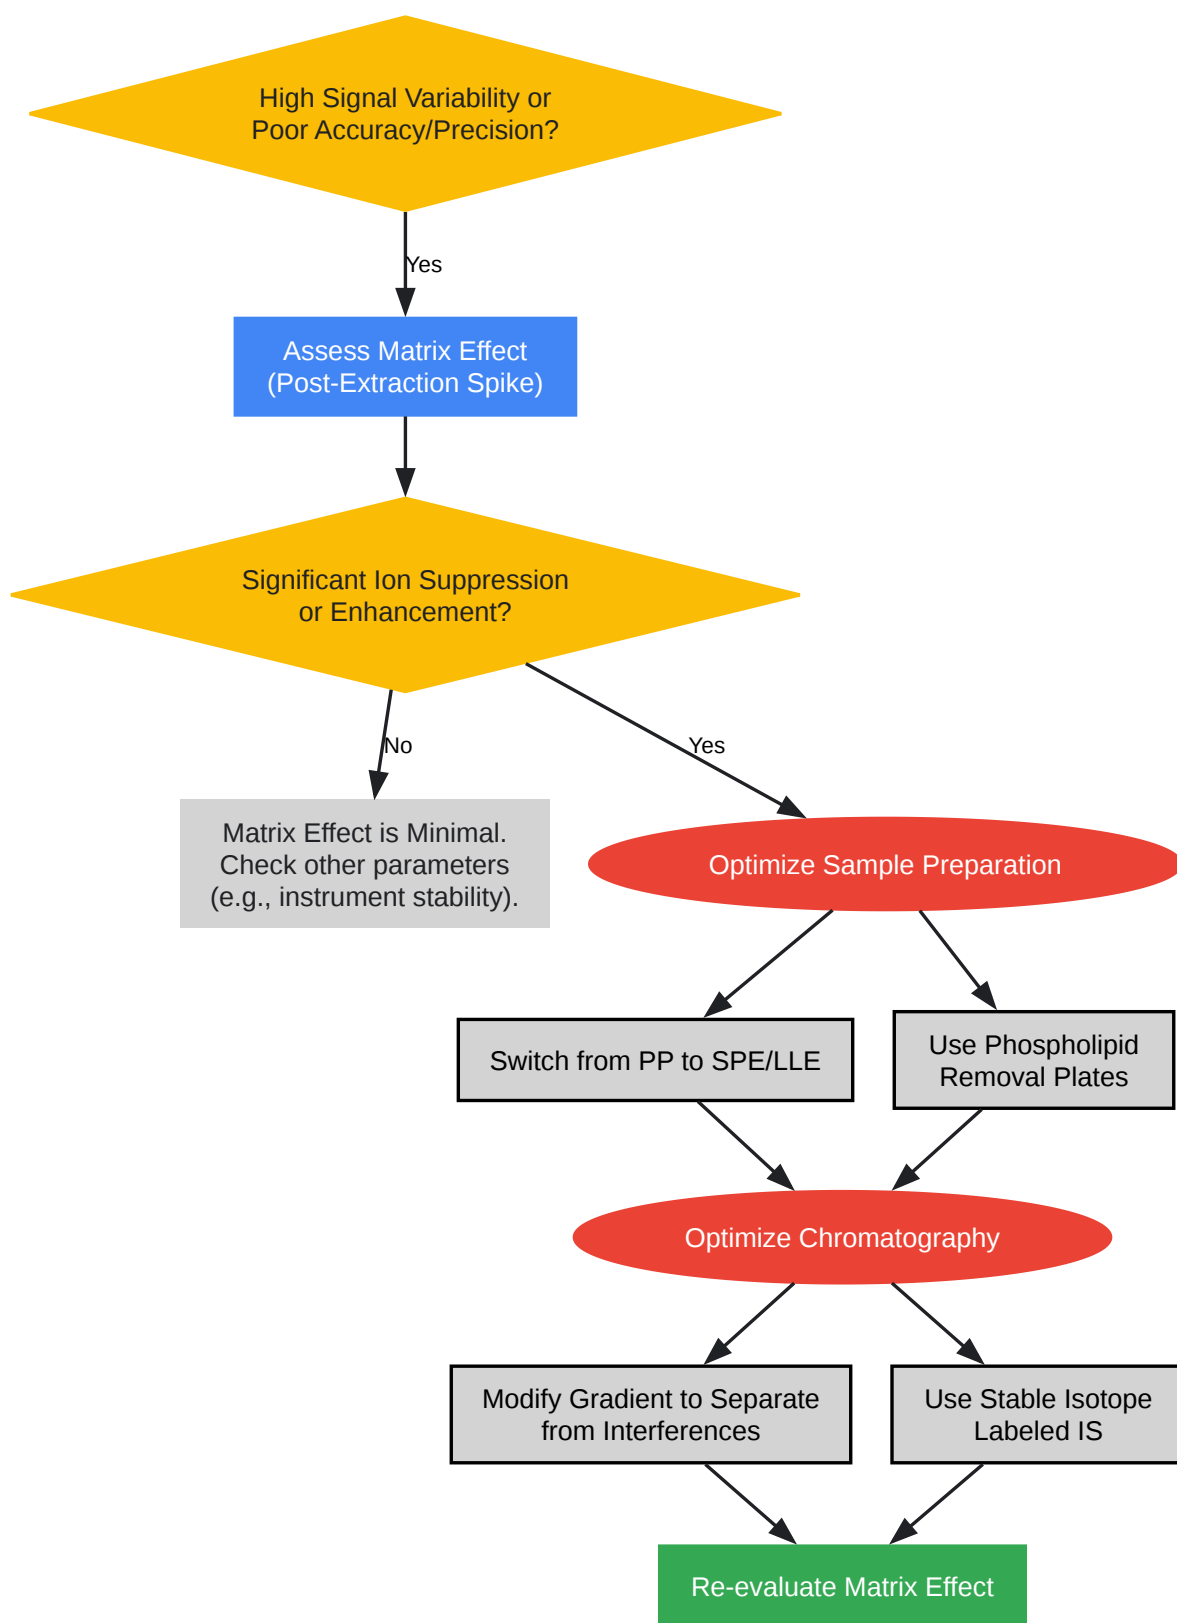 High Signal Variability or
Poor Accuracy/Precision?
Yes
Assess Matrix Effect
(Post-Extraction Spike)
Significant Ion Suppression
or Enhancement?
No
Yes
Matrix Effect is Minimal.
Check other parameters
(e.g., instrument stability).
Optimize Sample Preparation
Switch from PP to SPE/LLE
Use Phospholipid
Removal Plates
Optimize Chromatography
Modify Gradient to Separate
from Interferences
Use Stable Isotope
Labeled IS
Re-evaluate Matrix Effect